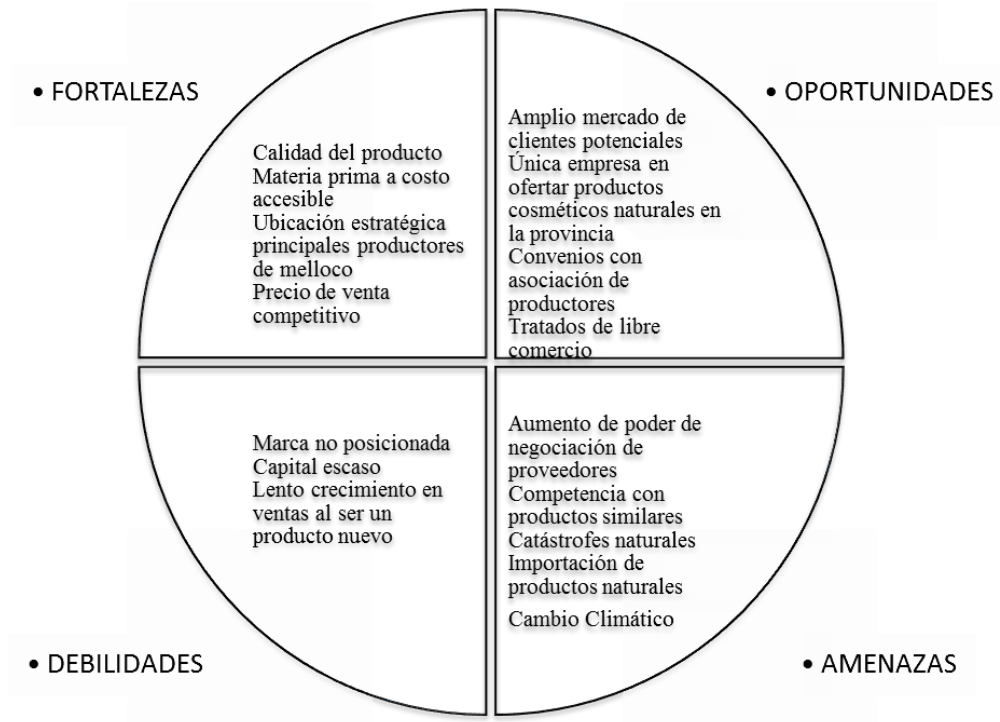 • FORTALEZAS
Calidad del producto
Materia prima a costo
accesible
Ubicación estratégica
principales productores
de melloco
Precio de venta
competitivo
• OPORTUNIDADES
Amplio mercado de
clientes potenciales
Única empresa en
ofertar productos
cosméticos naturales en
la provincia
Convenios con
asociación de
productores
Tratados de libre
comercio
Marca no posicionada
Capital escaso
Lento crecimiento en
ventas al ser un
producto nuevo
• DEBILIDADES
Aumento de poder de
negociación de
proveedores
Competencia con
productos similares
Catástrofes naturales
Importación de
productos naturales
Cambio Climático
• AMENAZAS